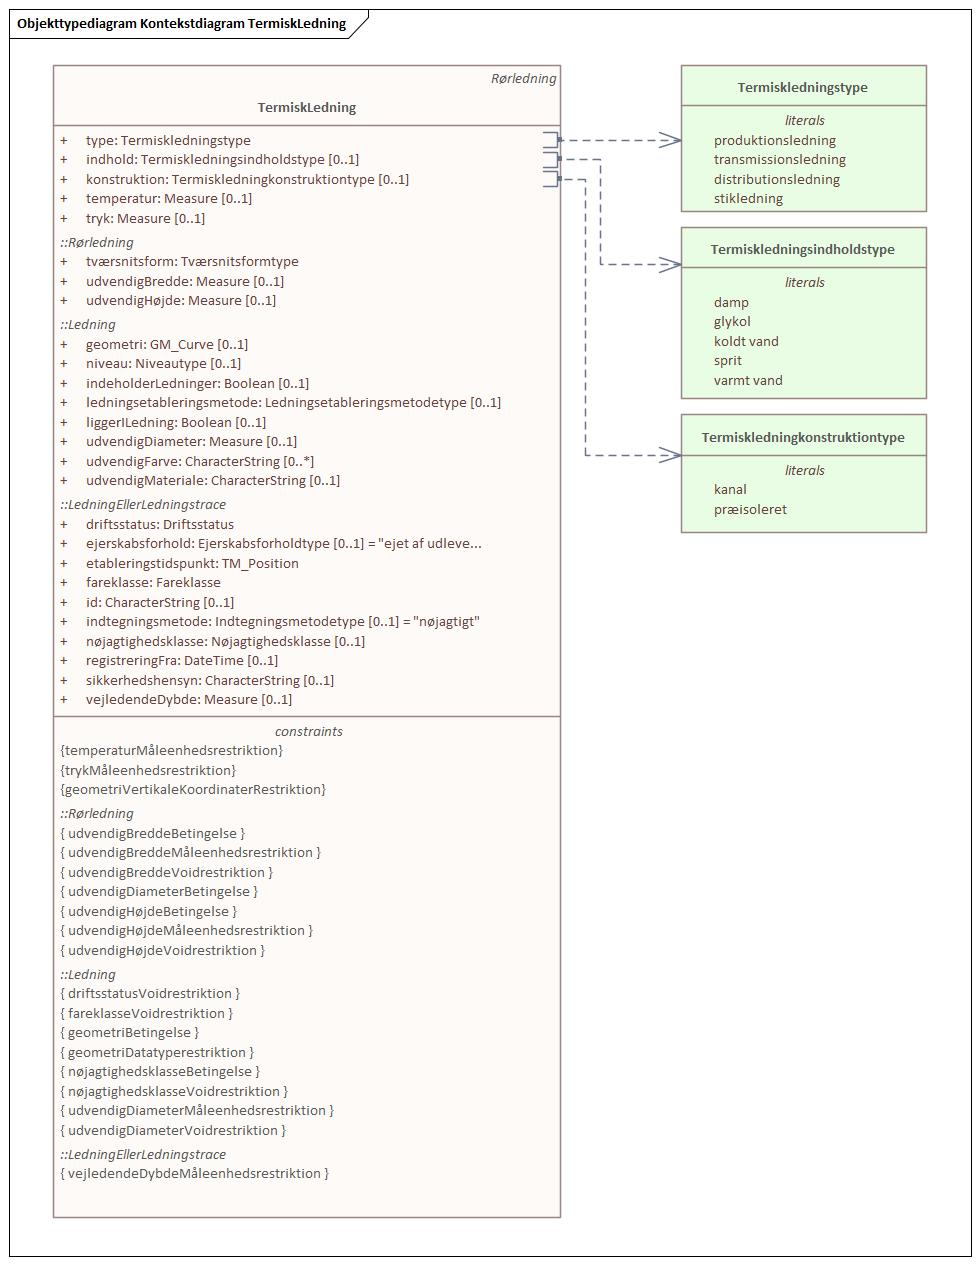 Objekttypediagram Kontekstdiagram TermiskLedning
Rørledning
TermiskLedning
+ type: Termiskledningstype
+ indhold: Termiskledningsindholdstype [0..1]
+ konstruktion: Termiskledningkonstruktiontype [0..1]
+ temperatur: Measure [0..1]
+ tryk: Measure [0..1]
::Rørledning
+ tværsnitsform: Tværsnitsformtype
+ udvendigBredde: Measure [0..1]
+ udvendigHøjde: Measure [0..1]
::Ledning
+ geometri: GM_Curve [0..1]
+ niveau: Niveautype [0..1]
+ indeholderLedninger: Boolean [0..1]
+ ledningsetableringsmetode: Ledningsetableringsmetodetype [0..1]
+ liggerILedning: Boolean [0..1]
+ udvendigDiameter: Measure [0..1]
+ udvendigFarve: CharacterString [0..*]
+ udvendigMateriale: CharacterString [0..1]
::LedningEllerLedningstrace
+ driftsstatus: Driftsstatus
+ ejerskabsforhold: Ejerskabsforholdtype [0..1] = "ejet af udleve...
+ etableringstidspunkt: TM_Position
+ fareklasse: Fareklasse
+ id: CharacterString [0..1]
+ indtegningsmetode: Indtegningsmetodetype [0..1] = "nøjagtigt"
+ nøjagtighedsklasse: Nøjagtighedsklasse [0..1]
+ registreringFra: DateTime [0..1]
+ sikkerhedshensyn: CharacterString [0..1]
+ vejledendeDybde: Measure [0..1]
constraints
{temperaturMåleenhedsrestriktion}
{trykMåleenhedsrestriktion}
{geometriVertikaleKoordinaterRestriktion}
::Rørledning
{ udvendigBreddeBetingelse }
{ udvendigBreddeMåleenhedsrestriktion }
{ udvendigBreddeVoidrestriktion }
{ udvendigDiameterBetingelse }
{ udvendigHøjdeBetingelse }
{ udvendigHøjdeMåleenhedsrestriktion }
{ udvendigHøjdeVoidrestriktion }
::Ledning
{ driftsstatusVoidrestriktion }
{ fareklasseVoidrestriktion }
{ geometriBetingelse }
{ geometriDatatyperestriktion }
{ nøjagtighedsklasseBetingelse }
{ nøjagtighedsklasseVoidrestriktion }
{ udvendigDiameterMåleenhedsrestriktion }
{ udvendigDiameterVoidrestriktion }
::LedningEllerLedningstrace
{ vejledendeDybdeMåleenhedsrestriktion }
Termiskledningstype
literals
produktionsledning
transmissionsledning
distributionsledning
stikledning
Termiskledningsindholdstype
literals
damp
glykol
koldt vand
sprit
varmt vand
Termiskledningkonstruktiontype
literals
kanal
præisoleret